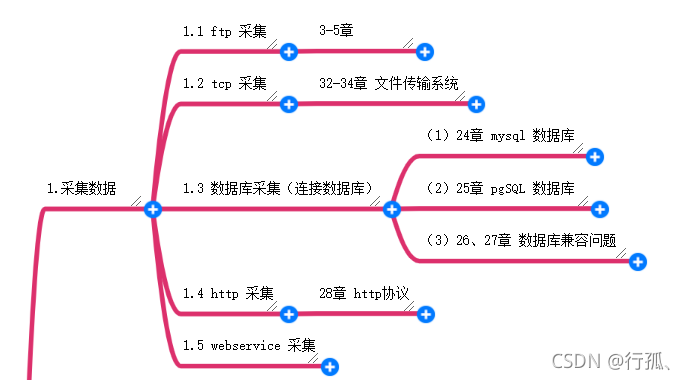 1.1 ftp 采集
3-5章
1.2 tcp 采集
32-34章 文件传输系统
（1）24章 mysql 数据库
1.采集数据
1.3 数据库采集（连接数据库）
（2）25章 pgSQL 数据库
（3）26、27章 数据库兼容问题
1.4 http 采集
28章 http协议
1.5 webservice 采集
CSDN @行孤、